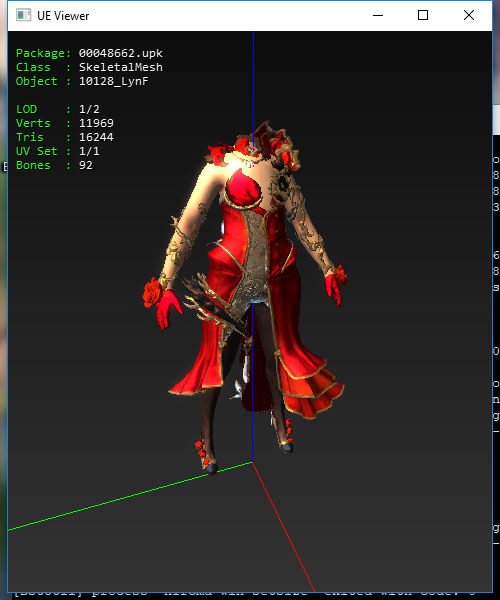 UE Viewer
Package: 00048662.upk
Class : SkeletalMesh
Object : 10128_LynF
LOD : 1/2
Verts : 11969
Tris : 16244
UV Set : 1/1
Bones : 92